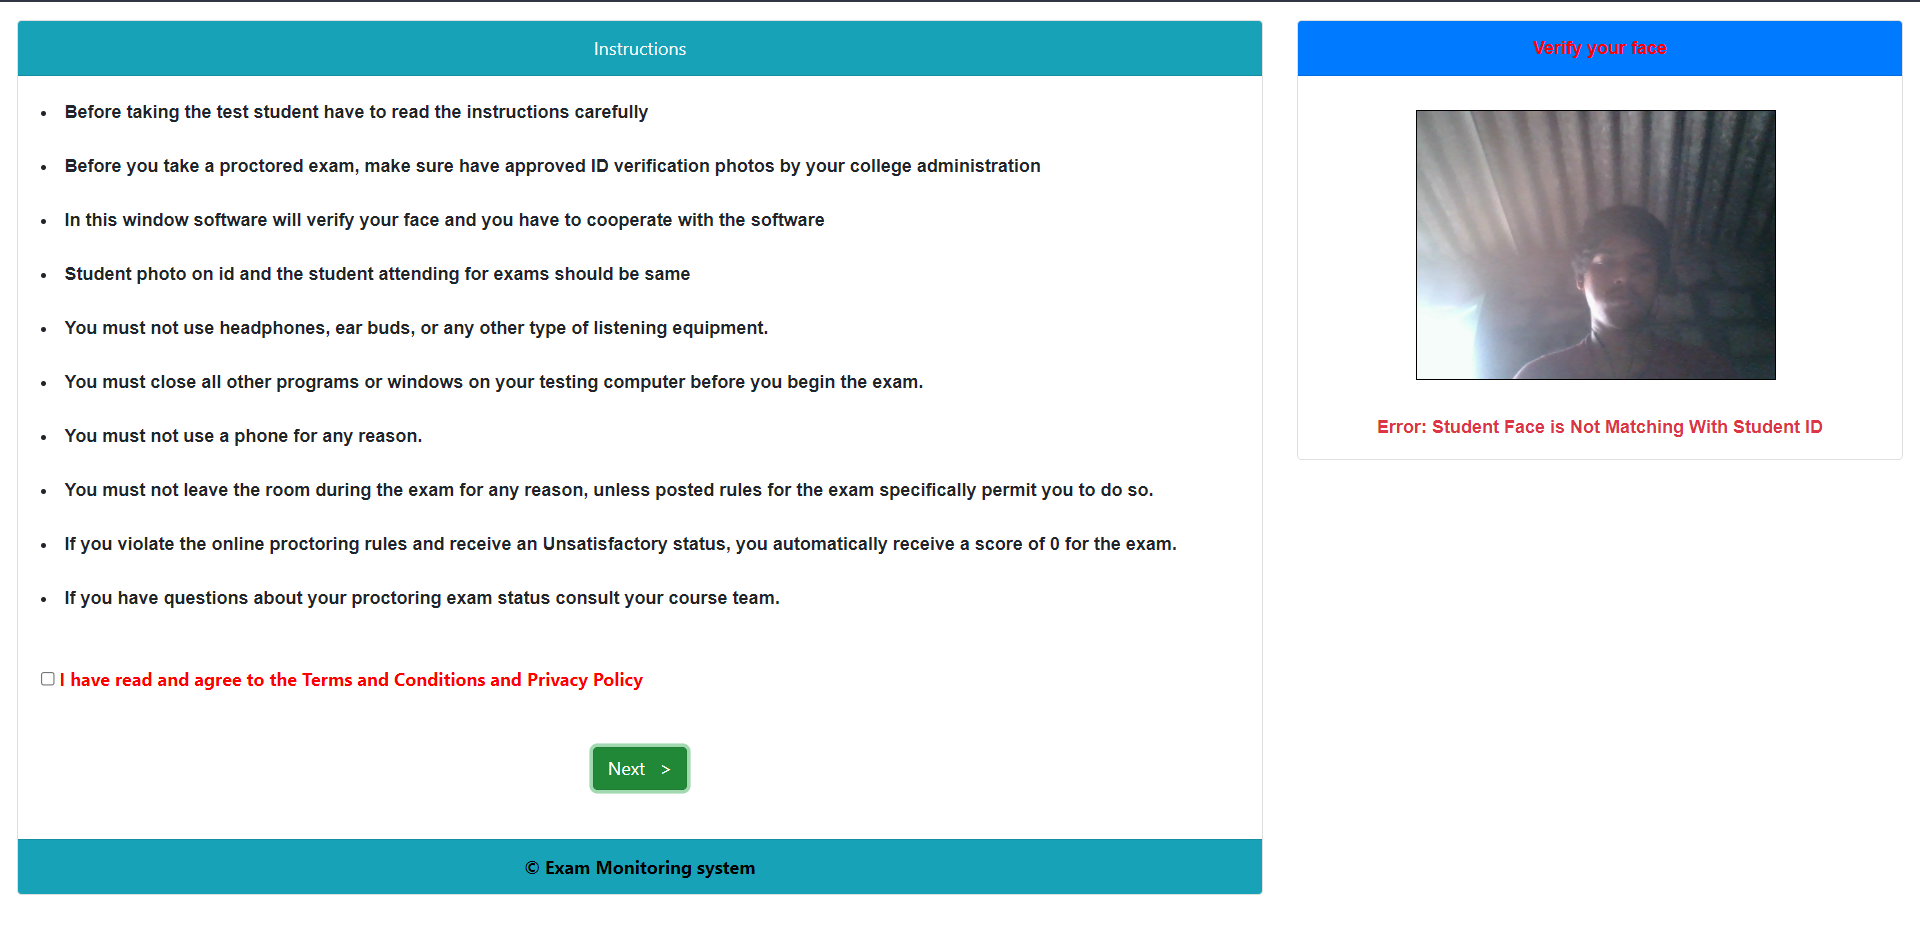 Instructions
Before taking the test student have to read the instructions carefully
Before you take a proctored exam, make sure have approved ID verification photos by your college administration
In this window software will verify your face and you have to cooperate with the software
Student photo on id and the student attending for exams should be same
You must not use headphones, ear buds, or any other type of listening equipment.
You must close all other programs or windows on your testing computer before you begin the exam.
You must not use a phone for any reason.
You must not leave the room during the exam for any reason, unless posted rules for the exam specifically permit you to do so.
If you violate the online proctoring rules and receive an Unsatisfactory status, you automatically receive a score of 0 for the exam.
If you have questions about your proctoring exam status consult your course team.
I have read and agree to the Terms and Conditions and Privacy Policy
Next >
© Exam Monitoring system
Verify your face
Error: Student Face is Not Matching With Student ID